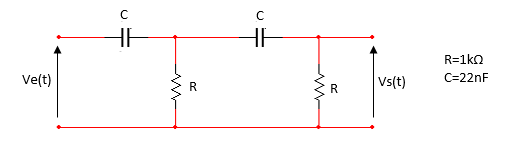 C
C
R=1kΩ
C=22nF
Ve(t)
R
R
Vs(t)